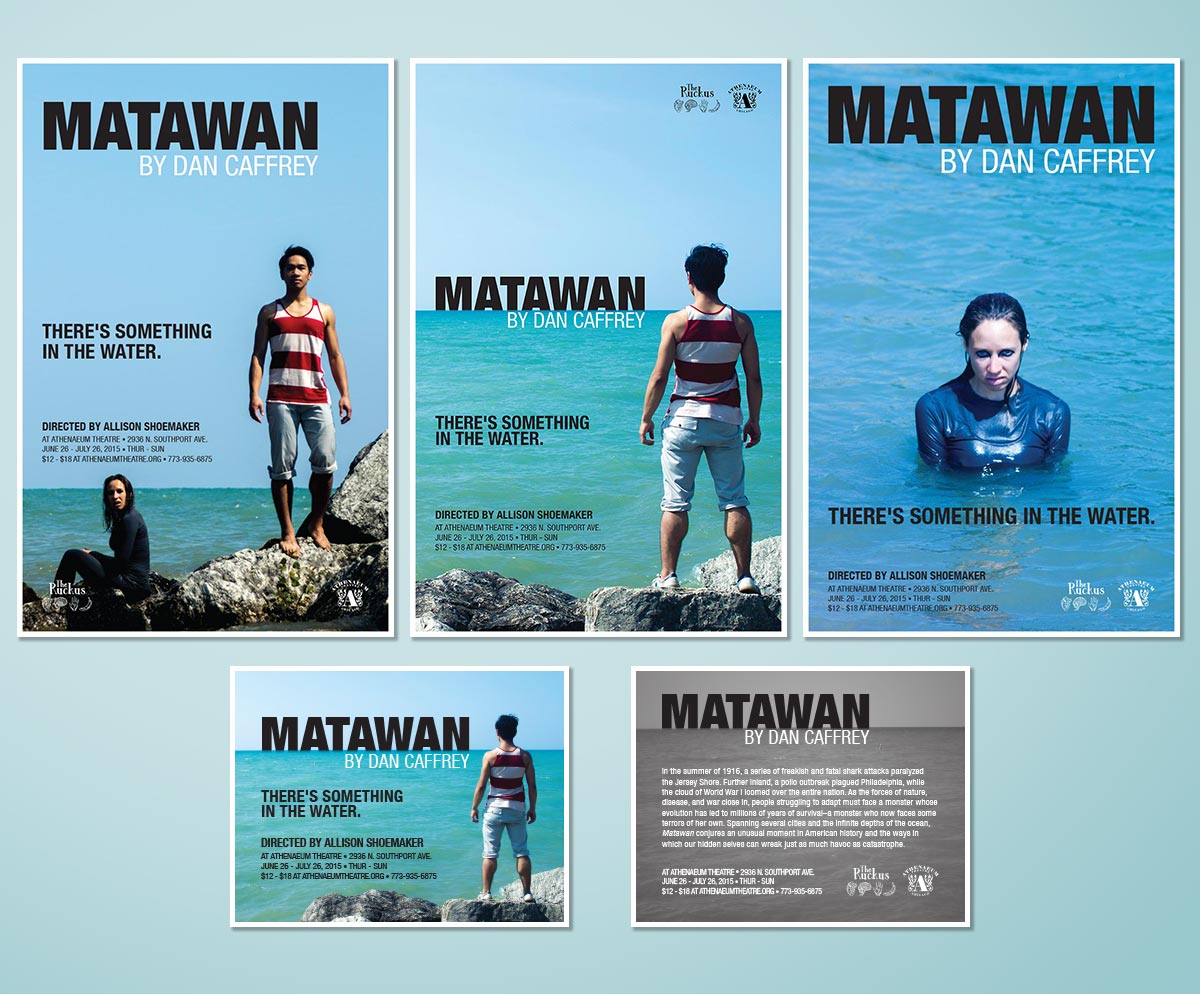 MATAWAN
BY DAN CAFFREY
THERE'S SOMETHING
IN THE WATER.
DIRECTED BY ALLISON SHOEMAKER
AT ATHENAEUM THEATRE • 2936 N. SOUTHPORT AVE.
JUNE 26 - JULY 26, 2015 • THUR - SUN
$12 - $18 AT ATHENAEUMTHEATRE.ORG • 773-935-6875
The
Ruckus
ATHENAEUM
A
The
Ruckus
ATHENAEUM
A
MATAWAN
BY DAN CAFFREY
THERE'S SOMETHING
IN THE WATER.
DIRECTED BY ALLISON SHOEMAKER
AT ATHENAEUM THEATRE • 2936 N. SOUTHPORT AVE.
JUNE 26 - JULY 26, 2015 • THUR - SUN
$12 - $18 AT ATHENAEUMTHEATRE.ORG • 773-935-6875
MATAWAN
BY DAN CAFFREY
THERE'S SOMETHING IN THE WATER.
DIRECTED BY ALLISON SHOEMAKER
AT ATHENAEUM THEATRE • 2936 N. SOUTHPORT AVE.
JUNE 26 - JULY 26, 2015 • THUR - SUN
$12 - $18 AT ATHENAEUMTHEATRE.ORG • 773-935-6875
The
Ruckus
ATHENAEUM
A
MATAWAN
BY DAN CAFFREY
THERE'S SOMETHING
IN THE WATER.
DIRECTED BY ALLISON SHOEMAKER
AT ATHENAEUM THEATRE • 2936 N. SOUTHPORT AVE.
JUNE 26 - JULY 26, 2015 • THUR - SUN
$12 - $18 AT ATHENAEUMTHEATRE.ORG • 773-935-6875
MATAWAN
BY DAN CAFFREY
In the summer of 1916, a series of freakish and fatal shark attacks paralyzed
the Jersey Shore. Further inland, a polio outbreak plagued Philadelphia, while
the cloud of World War I loomed over the entire nation. As the forces of nature,
disease, and war close in, people struggling to adapt must face a monster whose
evolution has led to millions of years of survival–a monster who now faces some
terrors of her own. Spanning several cities and the infinite depths of the ocean,
Matawan conjures an unusual moment in American history and the ways in
which our hidden selves can wreak just as much havoc as catastrophe.
AT ATHENAEUM THEATRE • 2936 N. SOUTHPORT AVE.
JUNE 26 - JULY 26, 2015 • THUR - SUN
$12 - $18 AT ATHENAEUMTHEATRE.ORG • 773-935-6875
The
Ruckus
ATHENAEUM
A